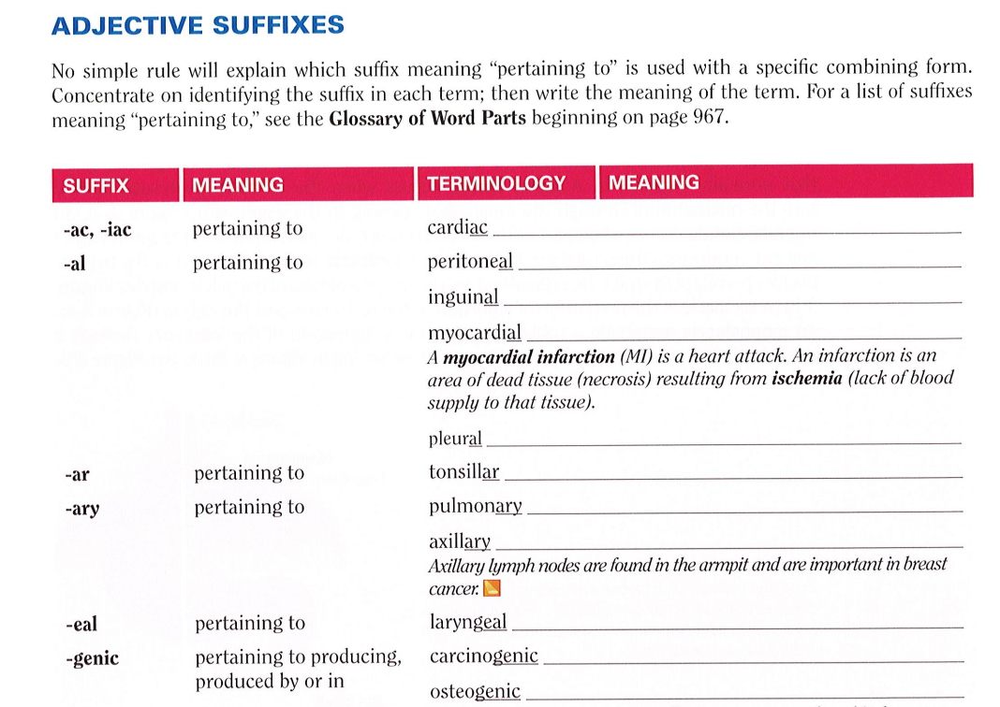 ADJECTIVE SUFFIXES
No simple rule will explain which suffix meaning “pertaining to” is used with a specific combining form.
Concentrate on identifying the suffix in each term; then write the meaning of the term. For a list of suffixes
meaning “pertaining to,” see the Glossary of Word Parts beginning on page 967.
SUFFIX MEANING TERMINOLOGY MEANING
-ac, -iac pertaining to cardiac
-al pertaining to peritoneal
inguinal
myocardial
A myocardial infarction (MI) is a heart attack. An infarction is an
area of dead tissue (necrosis) resulting from ischemia (lack of blood
supply to that tissue).
pleural
-ar pertaining to tonsillar
-ary pertaining to pulmonary
axillary
Axillary lymph nodes are found in the armpit and are important in breast
cancer.
-eal pertaining to laryngeal
-genic pertaining to producing, carcinogenic
produced by or in
osteogenic